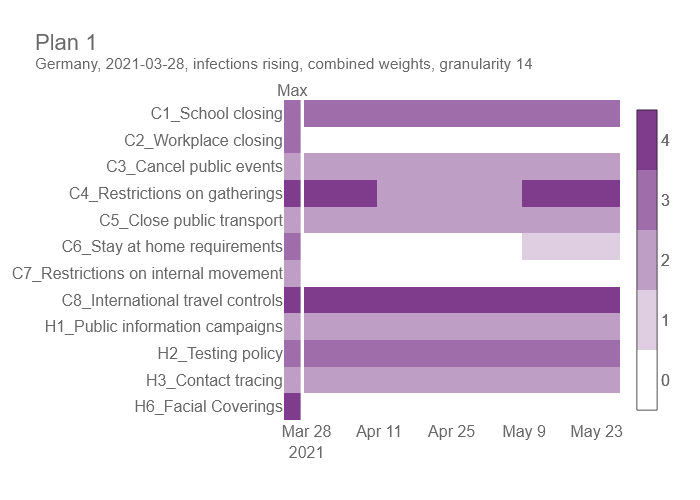 Plan 1
Germany, 2021-03-28, infections rising, combined weights, granularity 14
Max
C1_School closing
C2_Workplace closing
C3_Cancel public events
C4_Restrictions on gatherings
C5_Close public transport
C6_Stay at home requirements
C7_Restrictions on internal movement
C8_International travel controls
H1_Public information campaigns
H2_Testing policy
H3_Contact tracing
H6_Facial Coverings
Mar 28 Apr 11 Apr 25 May 9 May 23
2021
4
3
2
1
0